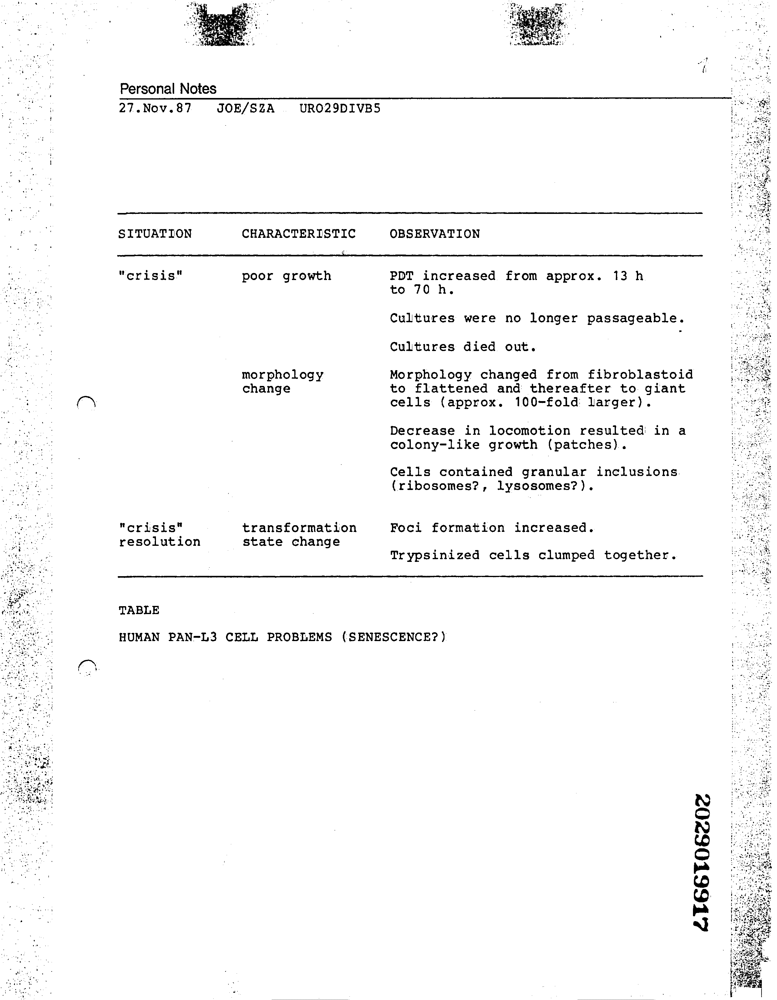 Personal Notes
27.Nov.87 JOE/SZA URO29DIVB5
SITUATION CHARACTERISTIC OBSERVATION
"crisis" poor growth PDT increased from approx. 13 h
to 70 h.
Cultures were no longer passageable.
Cultures died out.
morphology Morphology changed from fibroblastoid
change to flattened and thereafter to giant
cells (approx. 100-fold larger).
Decrease in locomotion resulted in a
colony-like growth (patches).
Cells contained granular inclusions
(ribosomes?, lysosomes?).
"crisis" transformation Foci formation increased.
resolution state change
Trypsinized cells clumped together.
TABLE
HUMAN PAN-L3 CELL PROBLEMS (SENESCENCE?)
2029019917